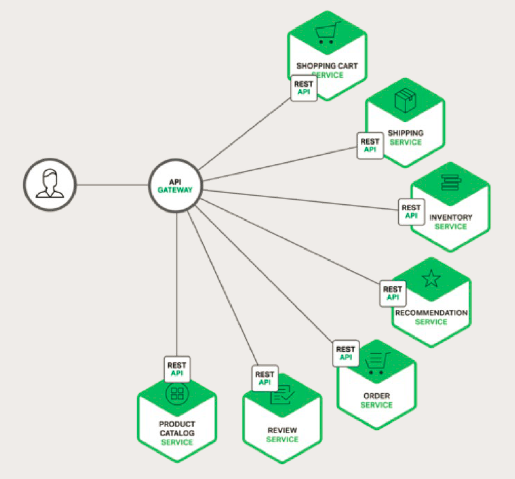 SHOPPING CART
SERVICE
REST
API
SHIPPING
SERVICE
REST
API
API
GATEWAY
REST
API
INVENTORY
SERVICE
REST
API
RECOMMENDATION
SERVICE
REST
API
ORDER
SERVICE
REST
API
REVIEW
SERVICE
REST
API
PRODUCT
CATALOG
SERVICE